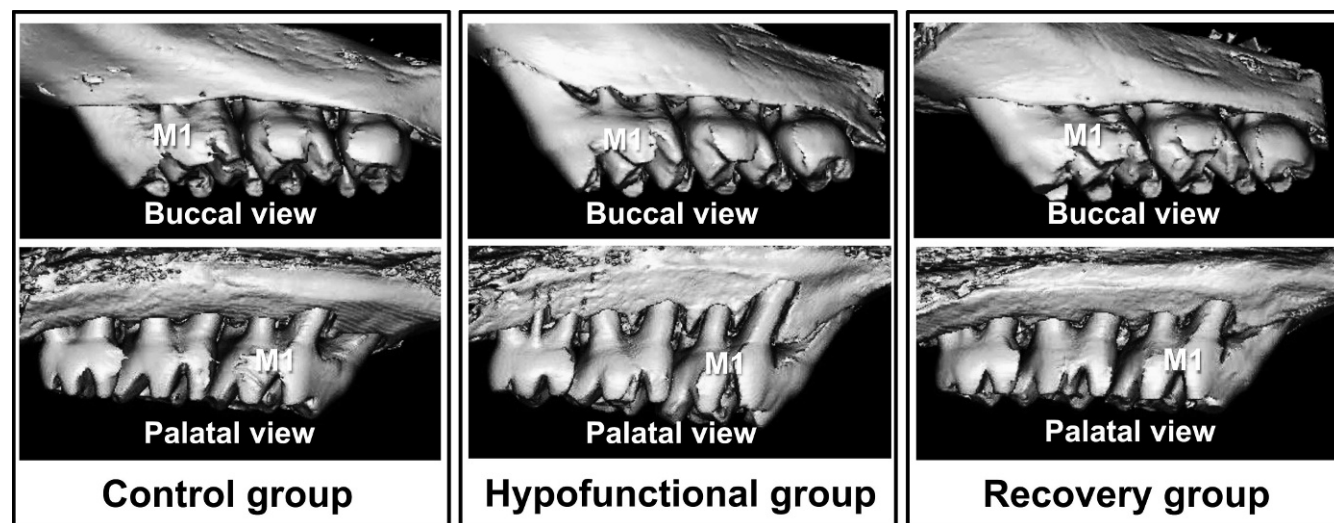 M1
Buccal view
M1
Palatal view
Control group
M1
Buccal view
M1
Palatal view
Hypofunctional group
M1
Buccal view
M1
Palatal view
Recovery group